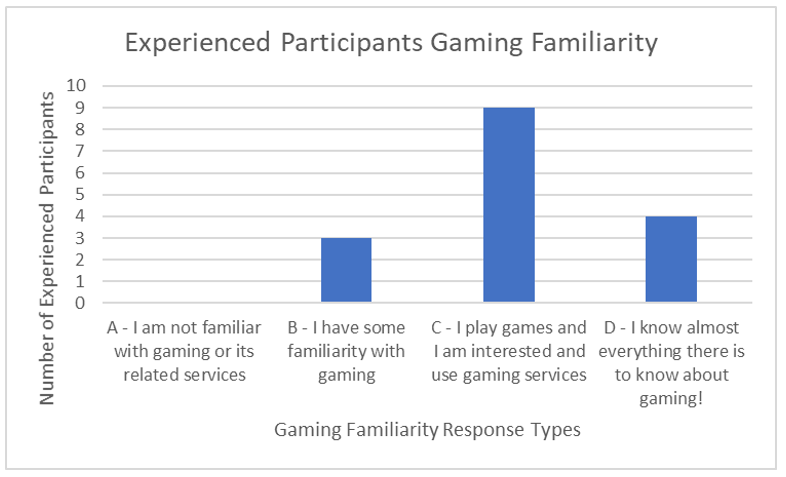 Experienced Participants Gaming Familiarity
Number of Experienced Participants
10
9
8
7
6
5
4
3
2
1
0
A - I am not familiar
with gaming or its
related services
B - I have some
familiarity with
gaming
C - I play games and
I am interested and
use gaming services
D - I know almost
everything there is
to know about
gaming!
Gaming Familiarity Response Types